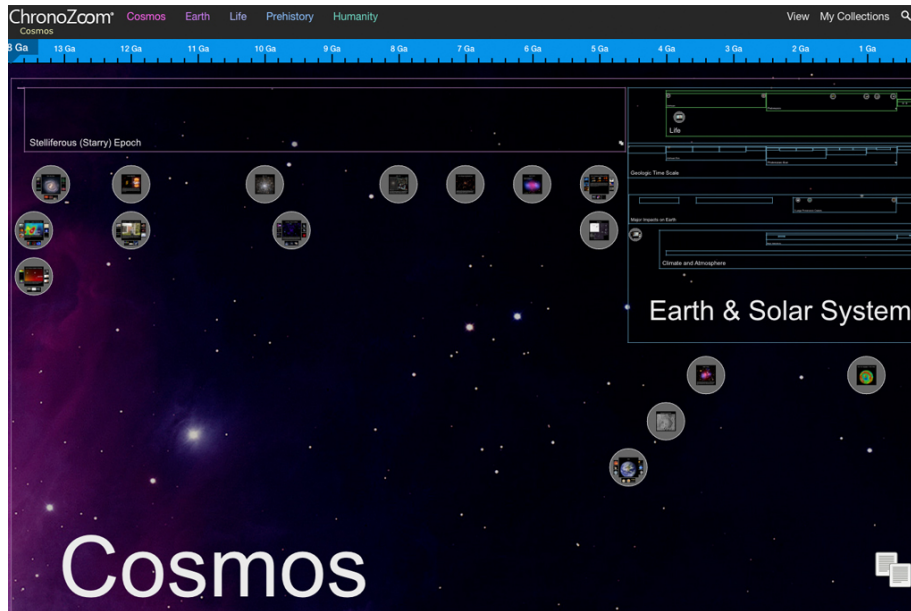 ChronoZoom® Cosmos Earth Life Prehistory Humanity View My Collections
Cosmos
8 Ga 13 Ga 12 Ga 11 Ga 10 Ga 9 Ga 8 Ga 7 Ga 6 Ga 5 Ga 4 Ga 3 Ga 2 Ga 1 Ga
Stelliferous (Starry) Epoch
Life
Geologic Time Scale
Major Impacts on Earth
Climate and Atmosphere
Earth & Solar System
Cosmos